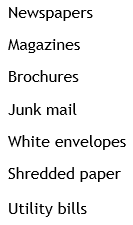 Newspapers
Magazines
Brochures
Junk mail
White envelopes
Shredded paper
Utility bills